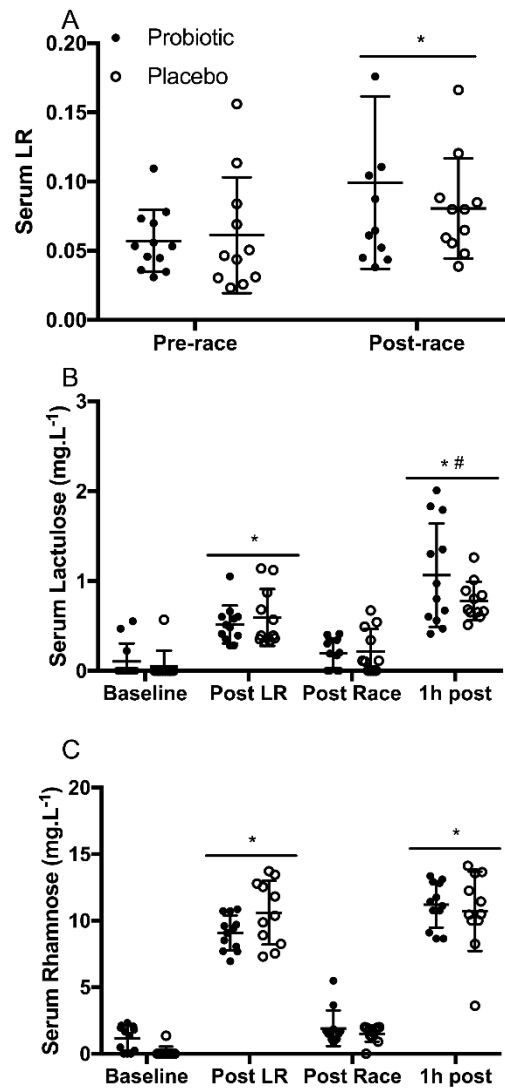 A
Probiotic
Placebo
*
0.20
0.15
0.10
0.05
0.00
Serum LR
Pre-race Post-race
B
* #
*
3
2
1
0
Serum Lactulose (mg.L-1)
Baseline Post LR Post Race 1h post
C
* *
20
15
10
5
0
Serum Rhamnose (mg.L-1)
Baseline Post LR Post Race 1h post